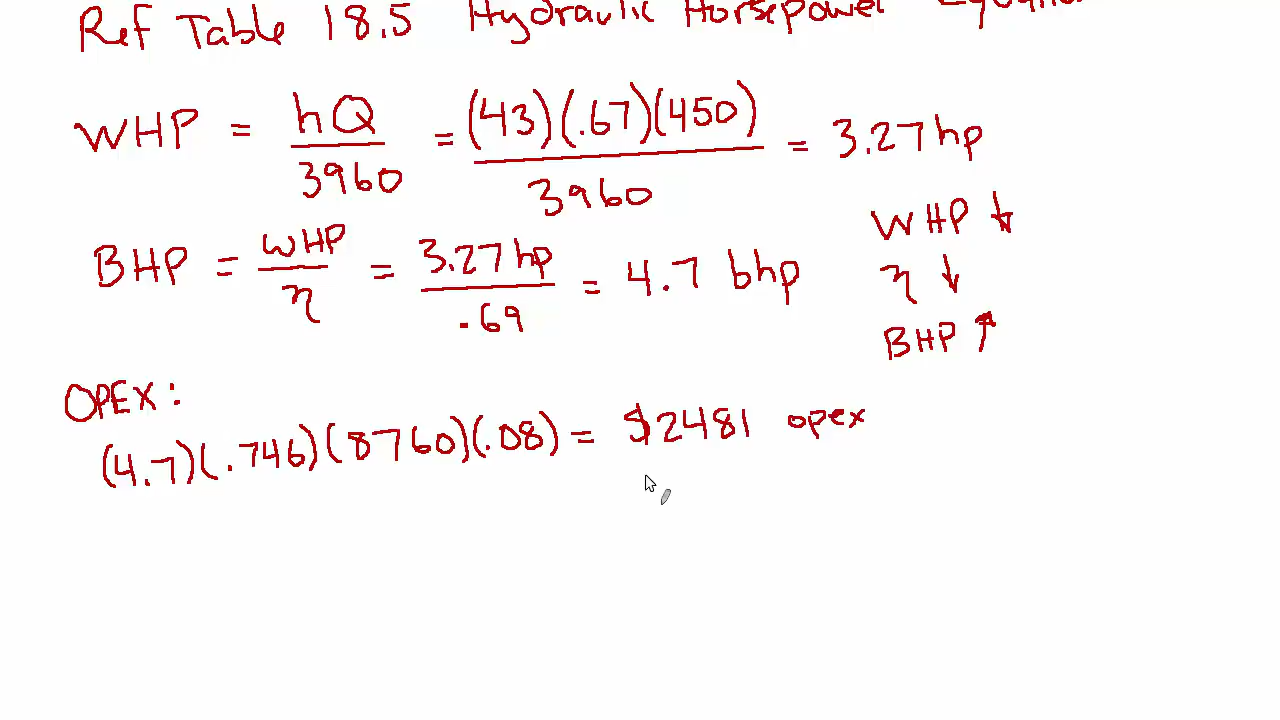 Ref Table 18.5 Hydraulic Horsepower Equation
WHP = hQ / 3960 = (43)(.67)(450) / 3960 = 3.27 hp
WHP ↓
BHP = WHP / η = 3.27 hp / .69 = 4.7 bhp
η ↓
BHP ↑
OPEX:
(4.7)(.746)(8760)(.08) = $2481 opex